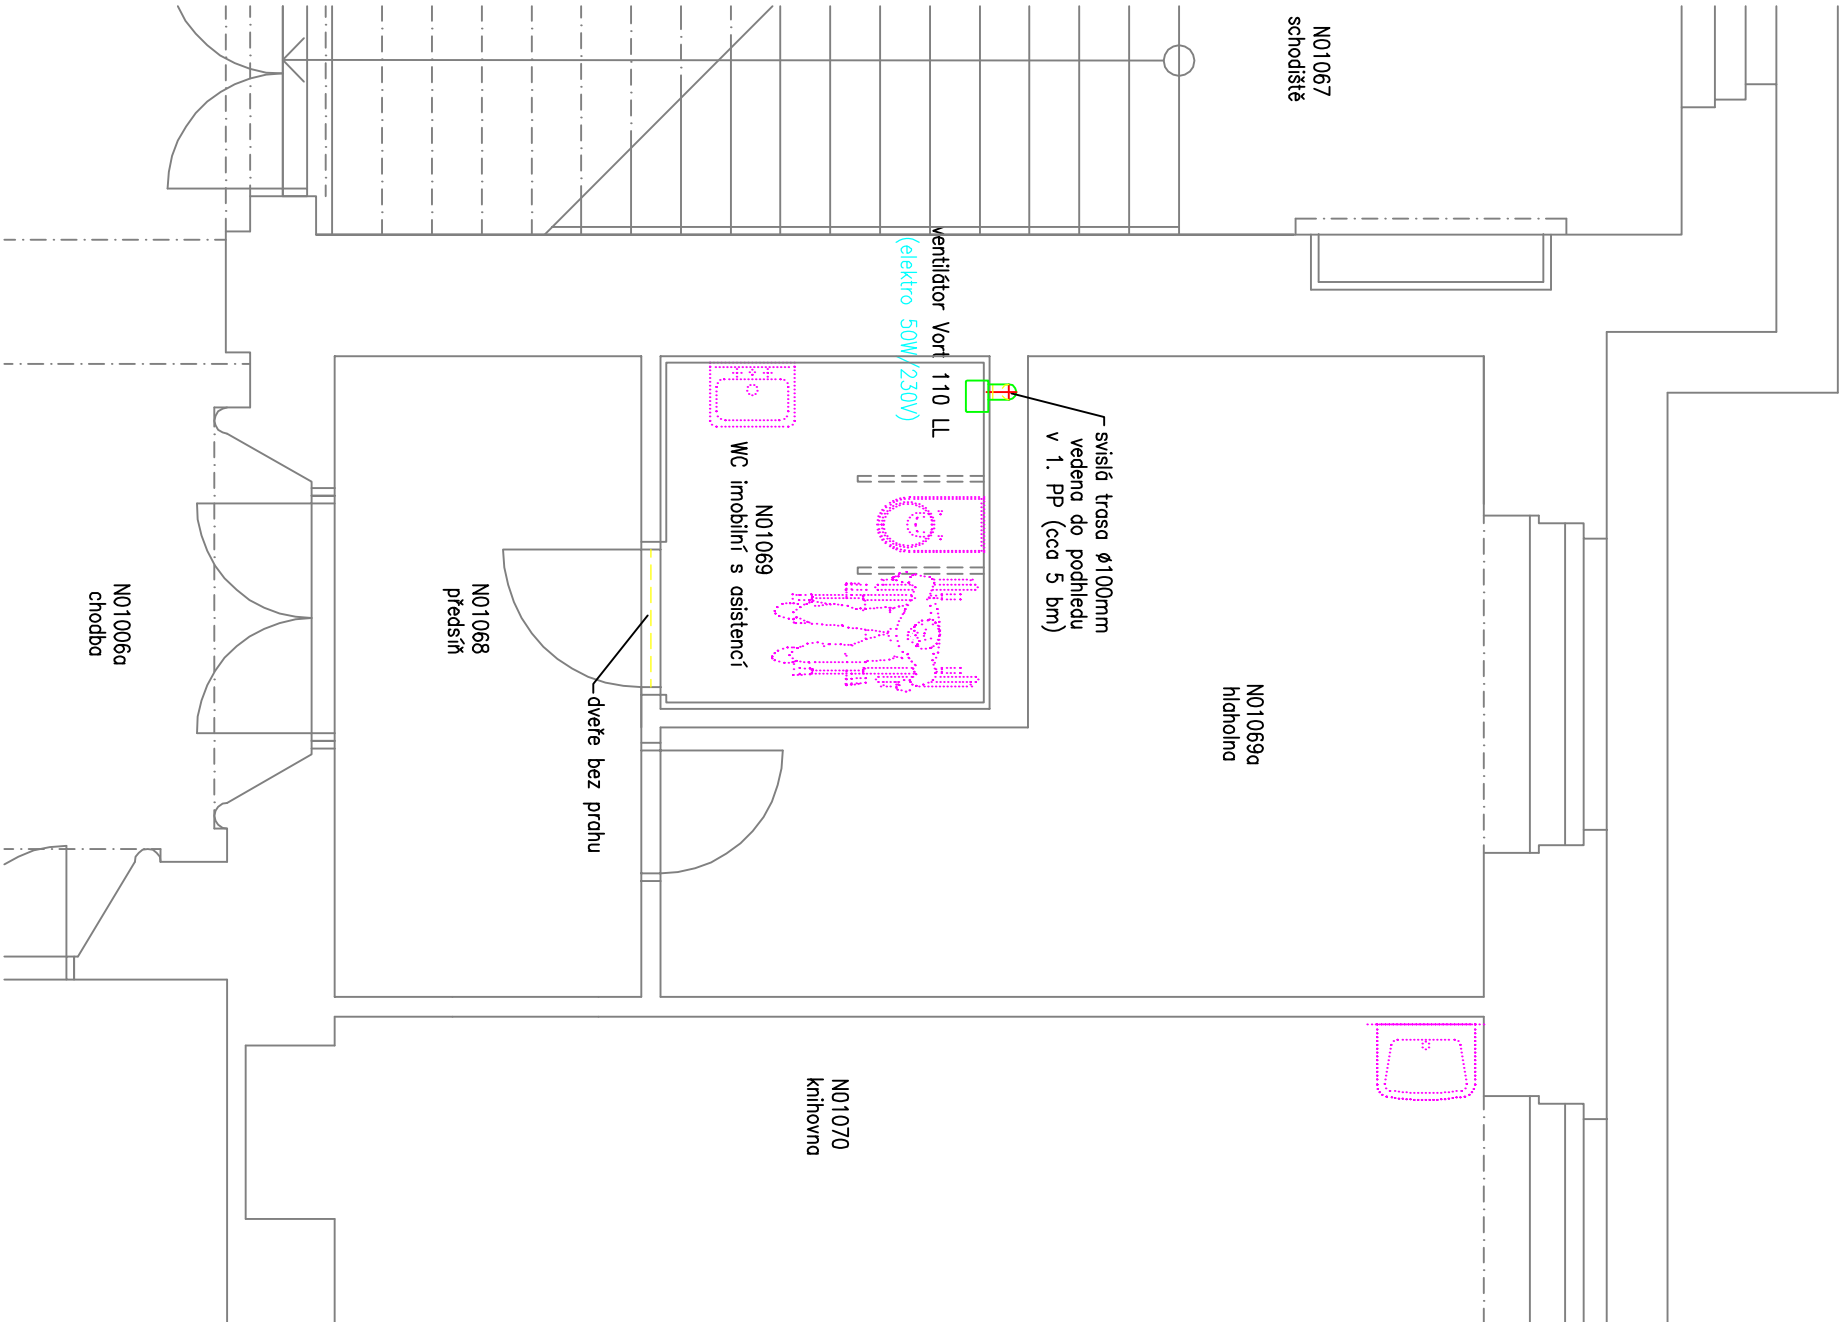 N01067
schodiště
ventilátor Vort 110 LL
(elektro 50W/230V)
svislá trasa ø100mm
vedena do podhledu
v 1. PP (cca 5 bm)
N01069
WC imobilní s asistencí
N01069a
hlaholna
N01068
předsíň
dveře bez prahu
N01006a
chodba
N01070
knihovna